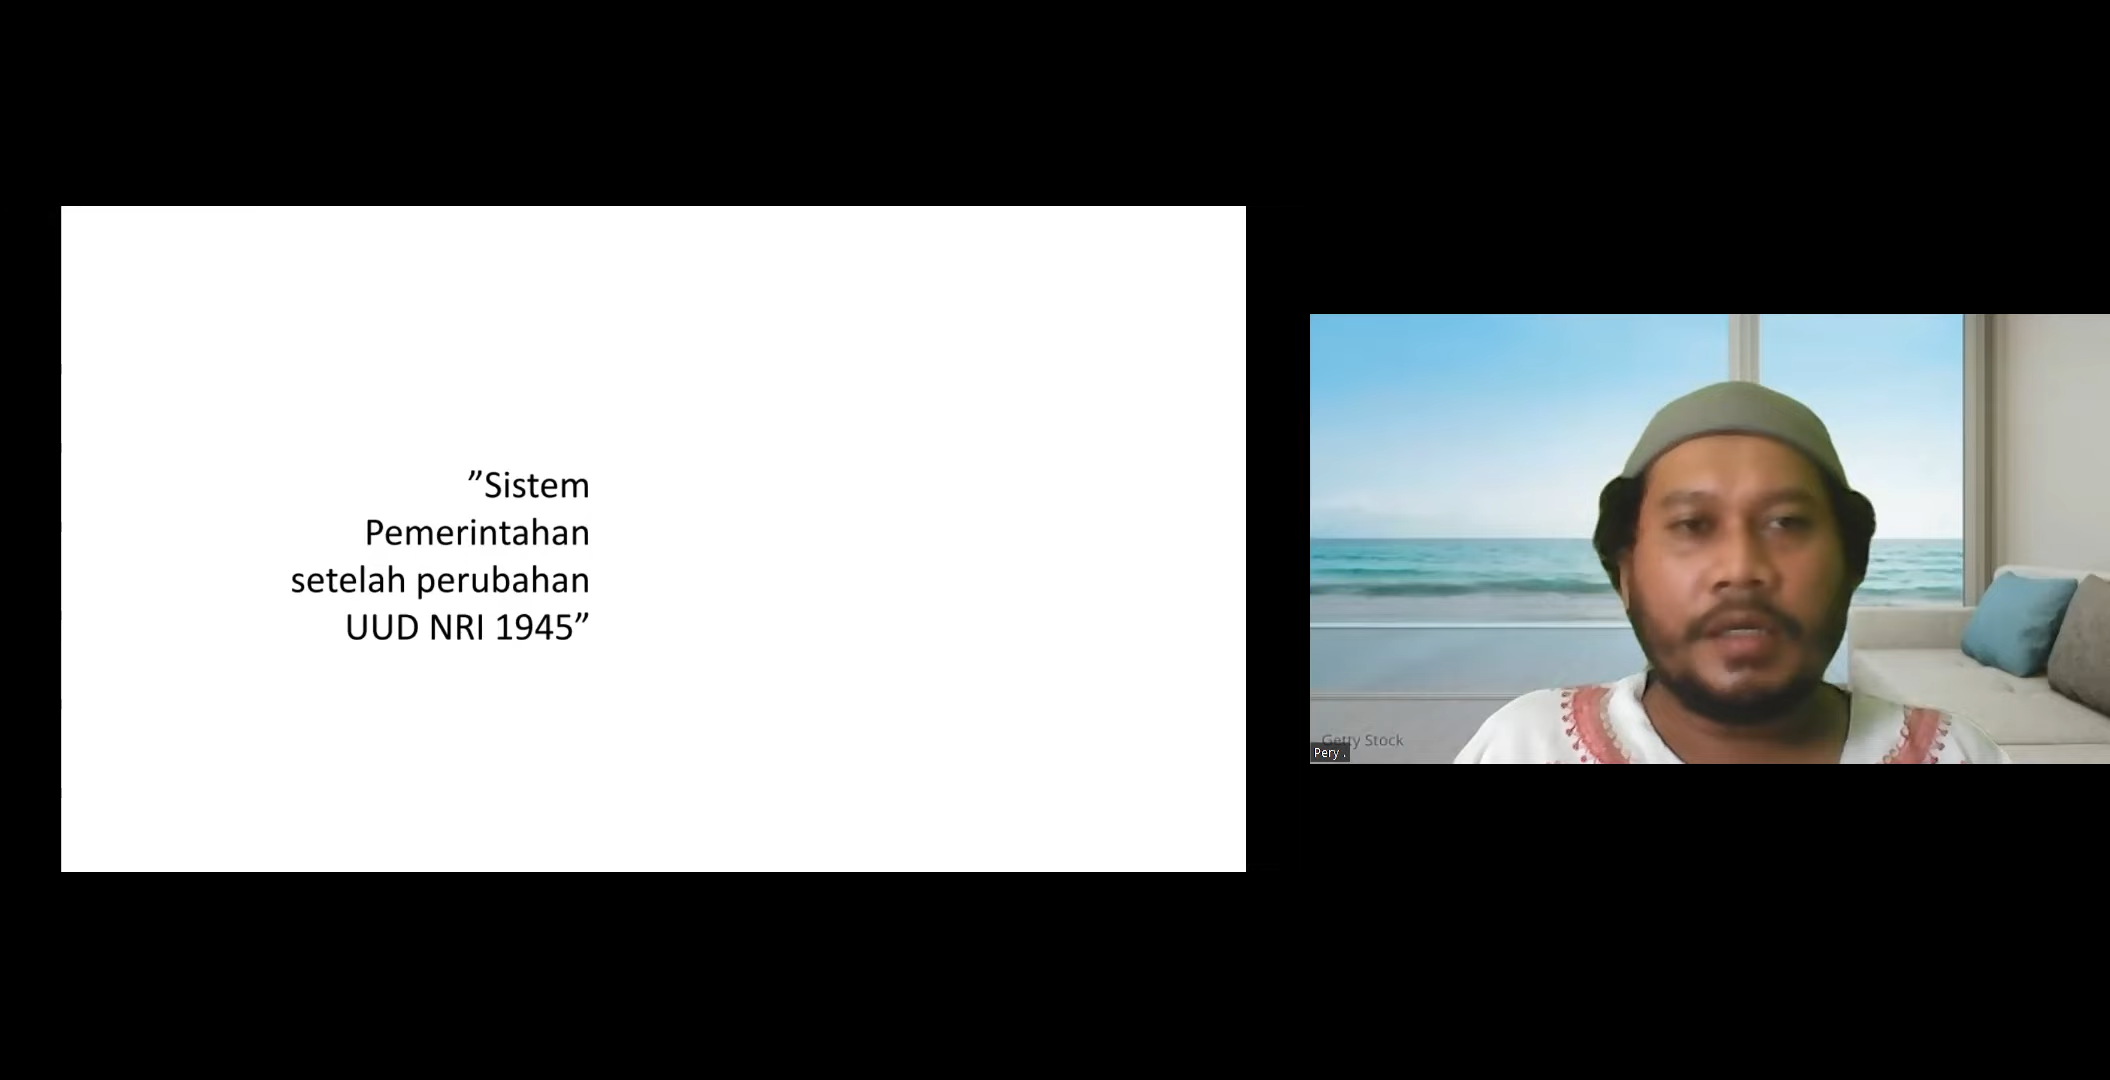 ”Sistem
Pemerintahan
setelah perubahan
UUD NRI 1945”
Getty Stock
Pery .